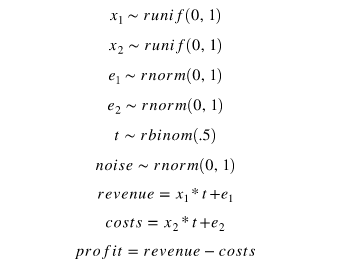 x₁ ~ runif(0, 1)
x₂ ~ runif(0, 1)
e₁ ~ rnorm(0, 1)
e₂ ~ rnorm(0, 1)
t ~ rbinom(.5)
noise ~ rnorm(0, 1)
revenue = x₁ * t+e₁
costs = x₂ * t+e₂
profit = revenue − costs